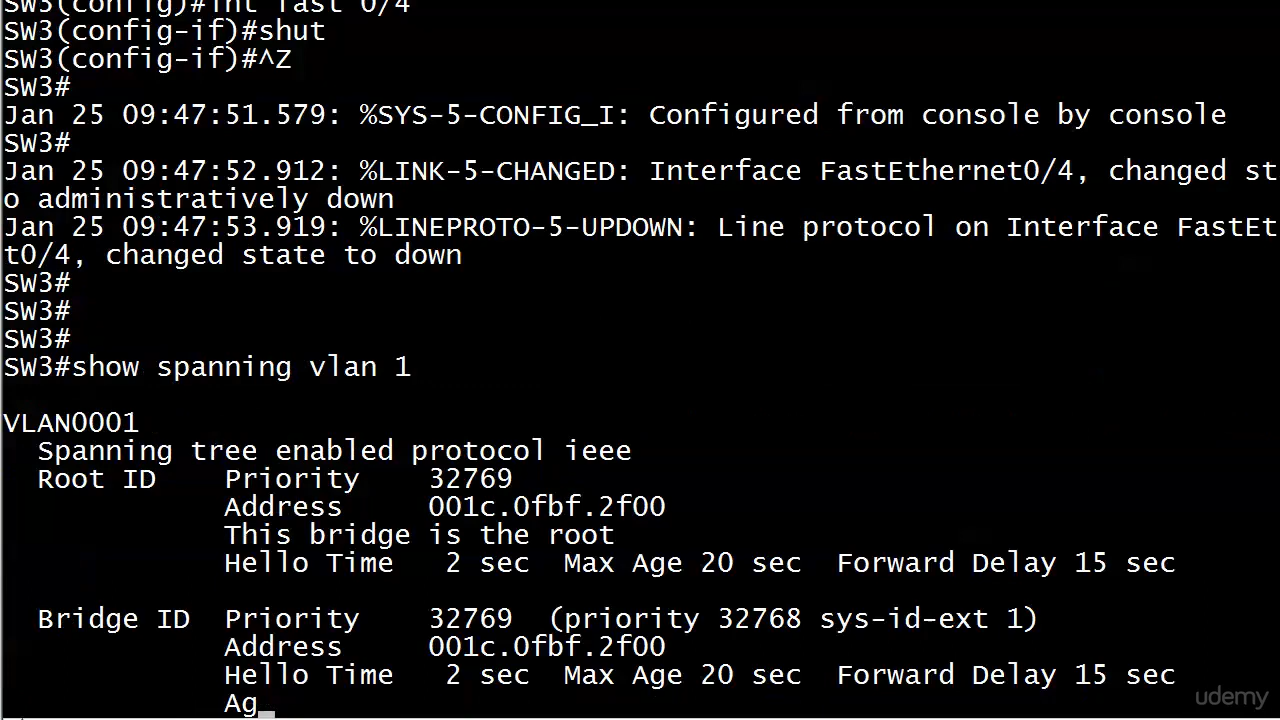 SW3(config)#int fast 0/4
SW3(config-if)#shut
SW3(config-if)#^Z
SW3#
Jan 25 09:47:51.579: %SYS-5-CONFIG_I: Configured from console by console
SW3#
Jan 25 09:47:52.912: %LINK-5-CHANGED: Interface FastEthernet0/4, changed st
o administratively down
Jan 25 09:47:53.919: %LINEPROTO-5-UPDOWN: Line protocol on Interface FastEt
t0/4, changed state to down
SW3#
SW3#
SW3#
SW3#show spanning vlan 1
VLAN0001
Spanning tree enabled protocol ieee
Root ID Priority 32769
Address 001c.0fbf.2f00
This bridge is the root
Hello Time 2 sec Max Age 20 sec Forward Delay 15 sec
Bridge ID Priority 32769 (priority 32768 sys-id-ext 1)
Address 001c.0fbf.2f00
Hello Time 2 sec Max Age 20 sec Forward Delay 15 sec
Ag
udemy